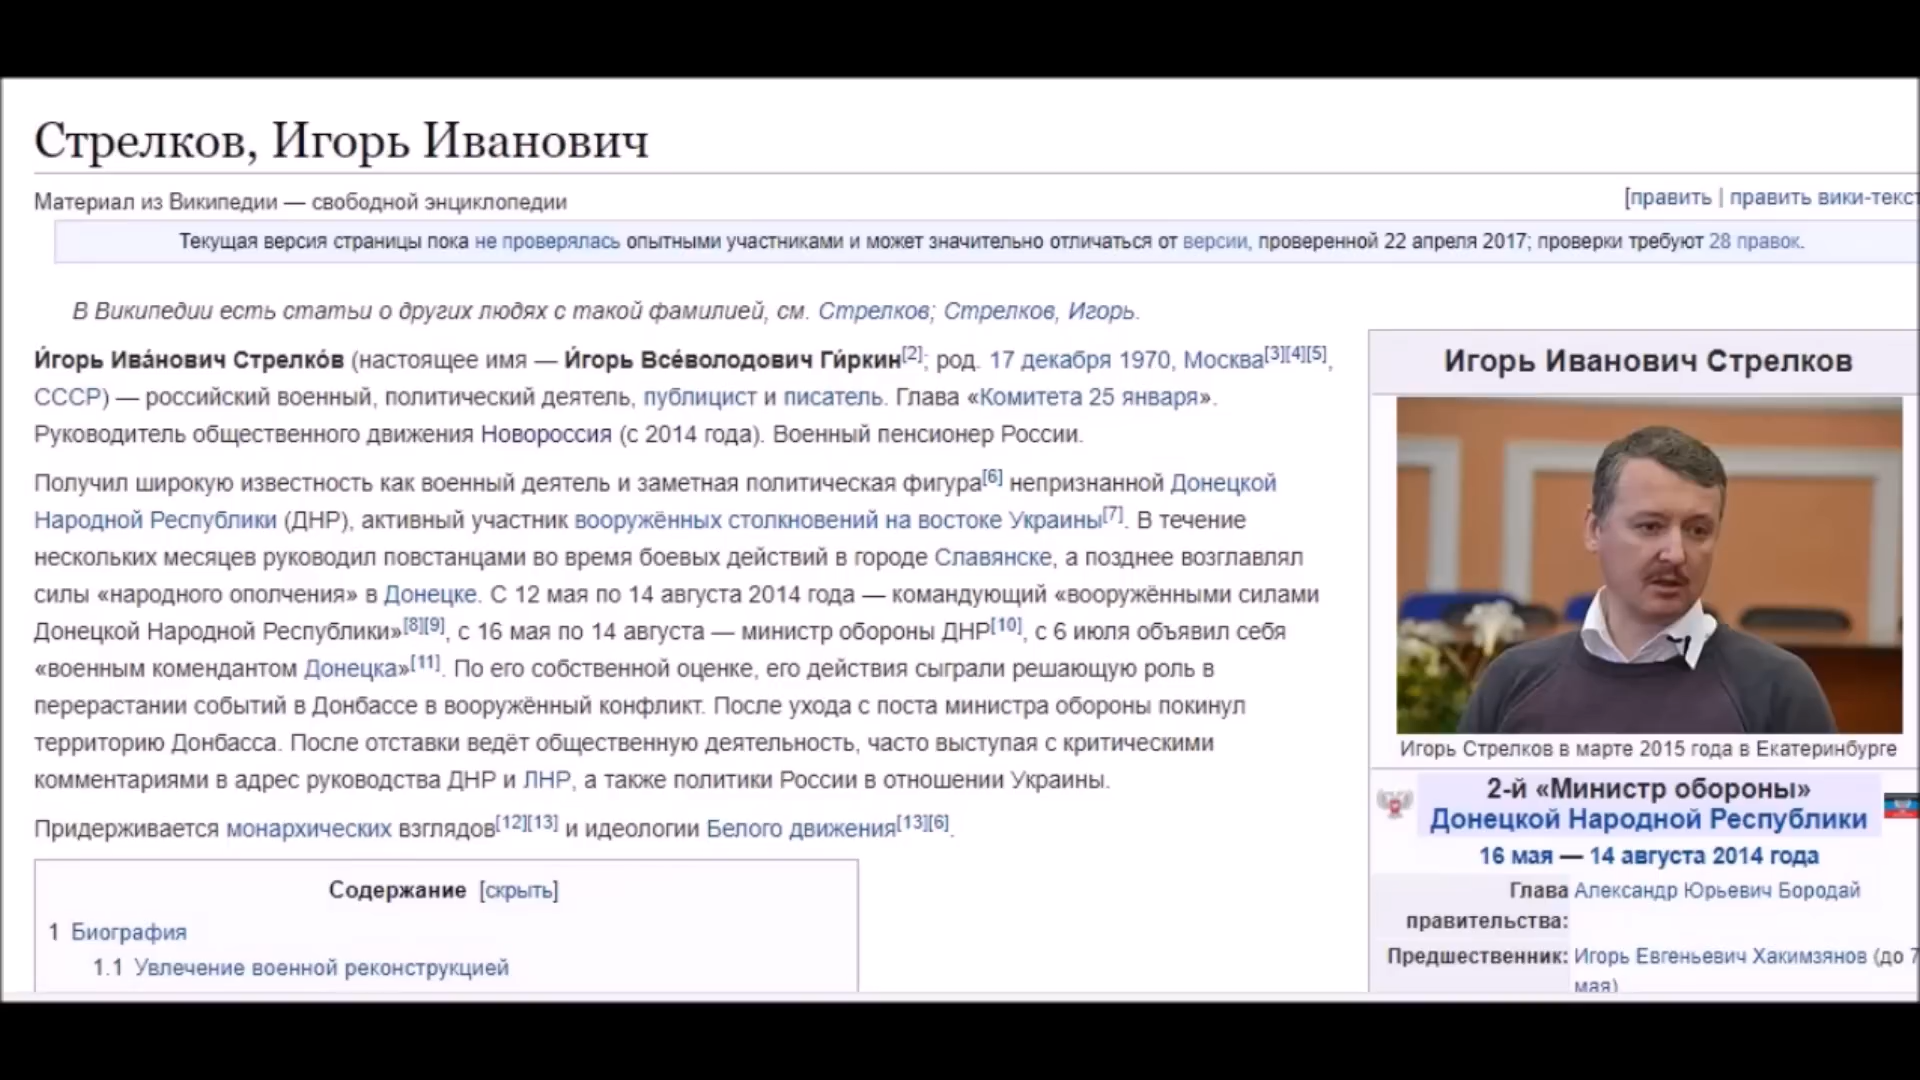 Стрелков, Игорь Иванович
Материал из Википедии — свободной энциклопедии
[править | править вики-текст
Текущая версия страницы пока не проверялась опытными участниками и может значительно отличаться от версии, проверенной 22 апреля 2017; проверки требуют 28 правок.
В Википедии есть статьи о других людях с такой фамилией, см. Стрелков; Стрелков, Игорь.
И́горь Ива́нович Стрелко́в (настоящее имя — И́горь Все́володович Ги́ркин[2]; род. 17 декабря 1970, Москва[3][4][5],
СССР) — российский военный, политический деятель, публицист и писатель. Глава «Комитета 25 января».
Руководитель общественного движения Новороссия (с 2014 года). Военный пенсионер России.
Получил широкую известность как военный деятель и заметная политическая фигура[6] непризнанной Донецкой
Народной Республики (ДНР), активный участник вооружённых столкновений на востоке Украины[7]. В течение
нескольких месяцев руководил повстанцами во время боевых действий в городе Славянске, а позднее возглавлял
силы «народного ополчения» в Донецке. С 12 мая по 14 августа 2014 года — командующий «вооружёнными силами
Донецкой Народной Республики»[8][9], с 16 мая по 14 августа — министр обороны ДНР[10], с 6 июля объявил себя
«военным комендантом Донецка»[11]. По его собственной оценке, его действия сыграли решающую роль в
перерастании событий в Донбассе в вооружённый конфликт. После ухода с поста министра обороны покинул
территорию Донбасса. После отставки ведёт общественную деятельность, часто выступая с критическими
комментариями в адрес руководства ДНР и ЛНР, а также политики России в отношении Украины.
Придерживается монархических взглядов[12][13] и идеологии Белого движения[13][6].
Содержание [скрыть]
1 Биография
1.1 Увлечение военной реконструкцией
Игорь Иванович Стрелков
Игорь Стрелков в марте 2015 года в Екатеринбурге
2-й «Министр обороны»
Донецкой Народной Республики
16 мая — 14 августа 2014 года
Глава Александр Юрьевич Бородай
правительства:
Предшественник: Игорь Евгеньевич Хакимзянов (до 7
мая)